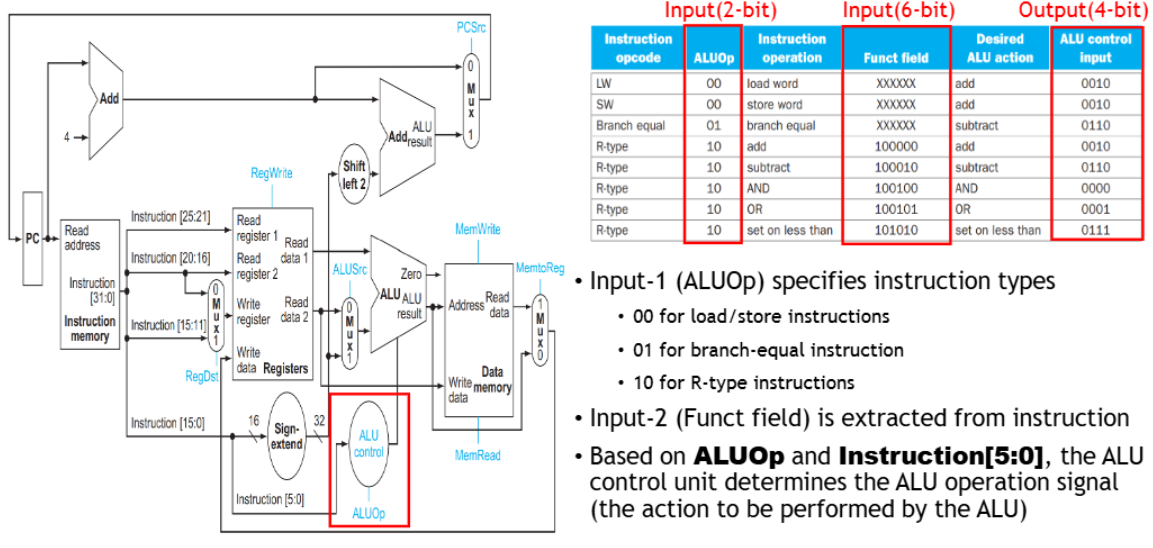 PCSrc
0
M
u
x
1
Add
4
ALU
Add result
Shift
left 2
RegWrite
PC
Read
address
Instruction
[31:0]
Instruction
memory
Instruction [25:21]
Instruction [20:16]
Instruction [15:11]
0
M
u
x
1
RegDst
Read
register 1
Read
register 2
Write
register
Write
data
Read
data 1
Read
data 2
Registers
ALUSrc
0
M
u
x
1
Zero
ALU ALU
result
MemWrite
Address
Read
data
Write
data
Data
memory
MemRead
MemtoReg
1
M
u
x
0
Instruction [15:0]
16
Sign-
extend
32
ALU
control
Instruction [5:0]
ALUOp
Input(2-bit) Input(6-bit) Output(4-bit)
Instruction opcode ALUOp Instruction operation Funct field Desired ALU action ALU control input
LW 00 load word XXXXXX add 0010
SW 00 store word XXXXXX add 0010
Branch equal 01 branch equal XXXXXX subtract 0110
R-type 10 add 100000 add 0010
R-type 10 subtract 100010 subtract 0110
R-type 10 AND 100100 AND 0000
R-type 10 OR 100101 OR 0001
R-type 10 set on less than 101010 set on less than 0111
• Input-1 (ALUOp) specifies instruction types
• 00 for load/store instructions
• 01 for branch-equal instruction
• 10 for R-type instructions
• Input-2 (Funct field) is extracted from instruction
• Based on ALUOp and Instruction[5:0], the ALU
control unit determines the ALU operation signal
(the action to be performed by the ALU)